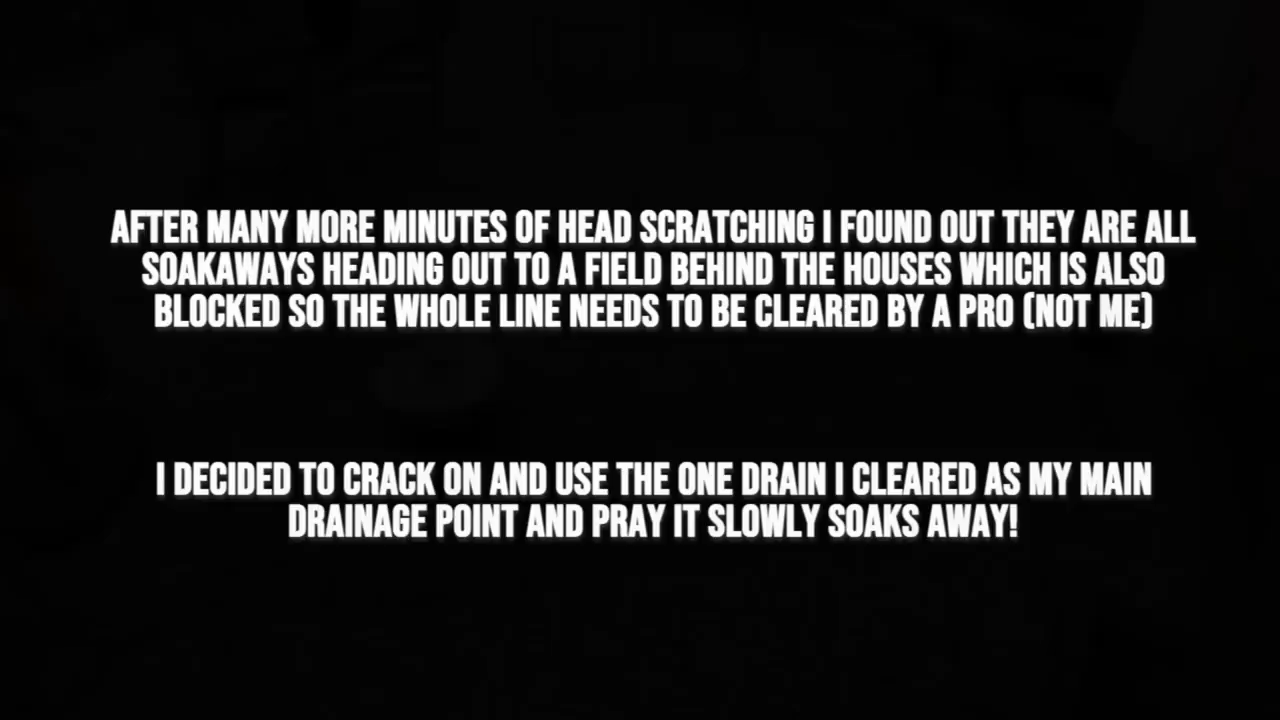 AFTER MANY MORE MINUTES OF HEAD SCRATCHING I FOUND OUT THEY ARE ALL
SOAKAWAYS HEADING OUT TO A FIELD BEHIND THE HOUSES WHICH IS ALSO
BLOCKED SO THE WHOLE LINE NEEDS TO BE CLEARED BY A PRO (NOT ME)
I DECIDED TO CRACK ON AND USE THE ONE DRAIN I CLEARED AS MY MAIN
DRAINAGE POINT AND PRAY IT SLOWLY SOAKS AWAY!